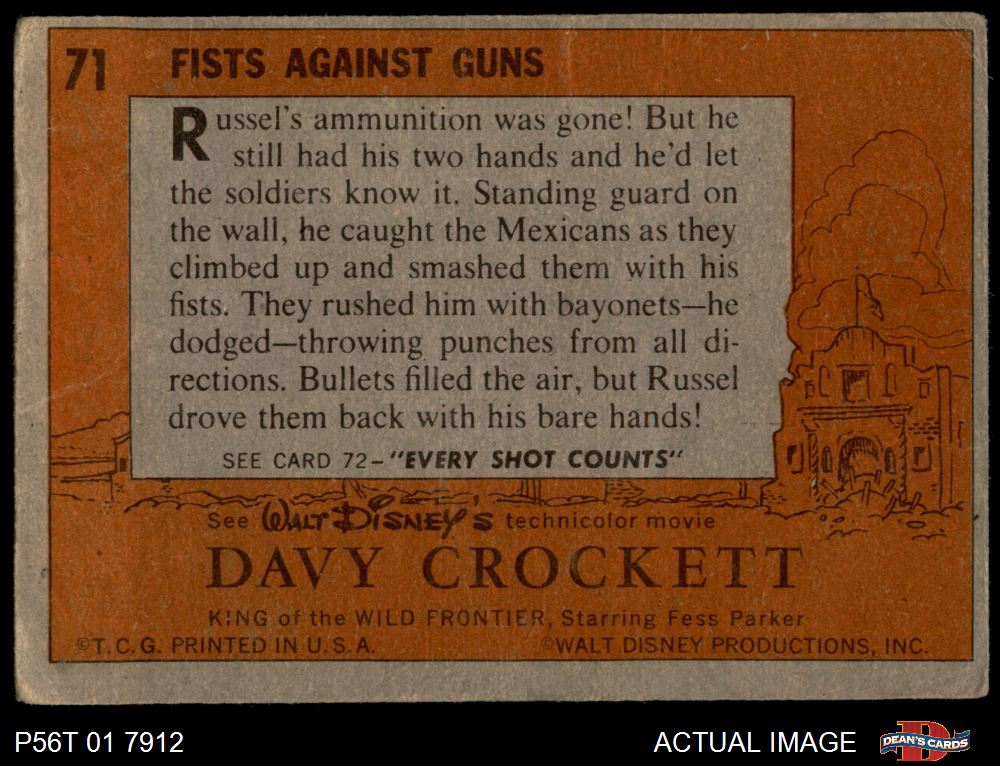 71 FISTS AGAINST GUNS
Russel's ammunition was gone! But he
still had his two hands and he'd let
the soldiers know it. Standing guard on
the wall, he caught the Mexicans as they
climbed up and smashed them with his
fists. They rushed him with bayonets—he
dodged—throwing punches from all di-
rections. Bullets filled the air, but Russel
drove them back with his bare hands!
SEE CARD 72–"EVERY SHOT COUNTS"
See WALT DISNEY'S technicolor movie
DAVY CROCKETT
KING of the WILD FRONTIER, Starring Fess Parker
©T.C.G. PRINTED IN U.S.A. ©WALT DISNEY PRODUCTIONS, INC.
P56T 01 7912 ACTUAL IMAGE D DEAN'S CARDS